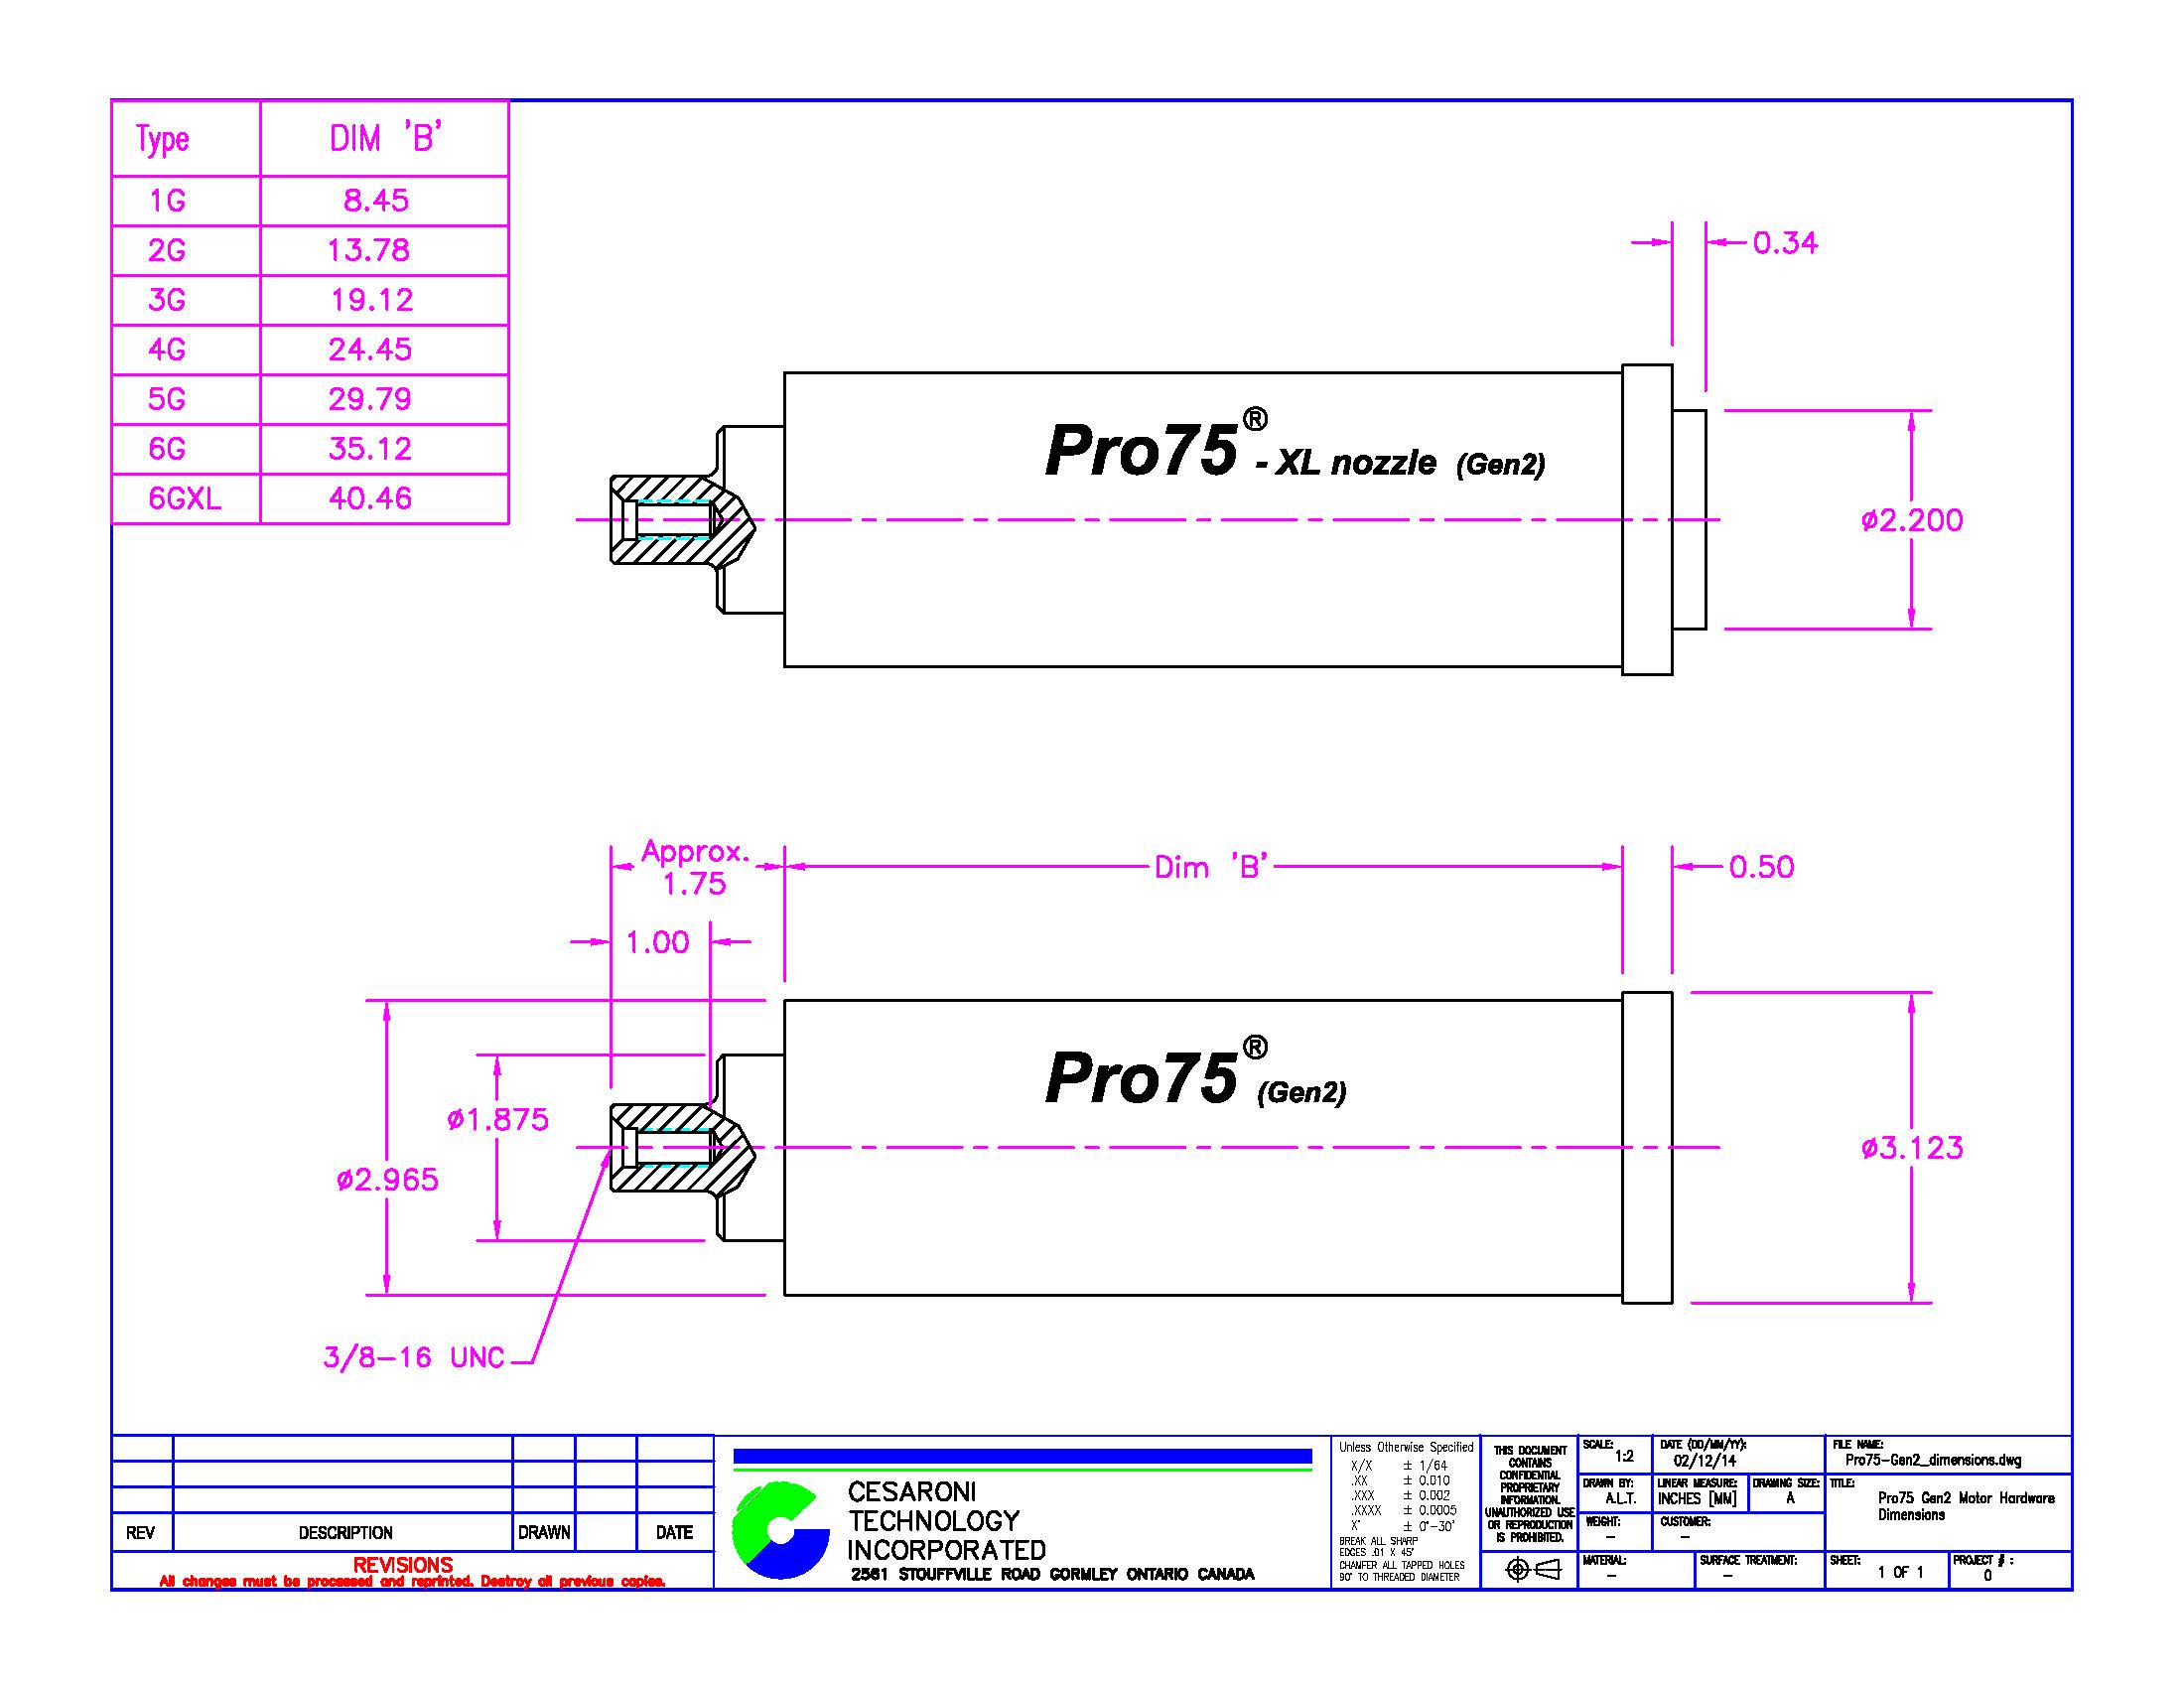 Type DIM 'B'
1G 8.45
2G 13.78
3G 19.12
4G 24.45
5G 29.79
6G 35.12
6GXL 40.46
0.34
Pro75® - XL nozzle (Gen2)
ø2.200
Approx.
1.75
Dim 'B'
0.50
1.00
Pro75® (Gen2)
ø1.875
ø2.965
ø3.123
3/8-16 UNC
REV DESCRIPTION DRAWN DATE
REVISIONS
All changes must be processed and reprinted. Destroy all previous copies.
CESARONI
TECHNOLOGY
INCORPORATED
2561 STOUFFVILLE ROAD GORMLEY ONTARIO CANADA
Unless Otherwise Specified
X/X ± 1/64
.XX ± 0.010
.XXX ± 0.002
.XXXX ± 0.0005
X° ± 0°-30'
BREAK ALL SHARP
EDGES .01 X 45°
CHAMFER ALL TAPPED HOLES
90° TO THREADED DIAMETER
THIS DOCUMENT
CONTAINS
CONFIDENTIAL
PROPRIETARY
INFORMATION.
UNAUTHORIZED USE
OR REPRODUCTION
IS PROHIBITED.
SCALE:
1:2
DATE (DD/MM/YY):
02/12/14
FILE NAME:
Pro75-Gen2_dimensions.dwg
DRAWN BY:
A.L.T.
LINEAR MEASURE:
INCHES [MM]
DRAWING SIZE:
A
TITLE:
Pro75 Gen2 Motor Hardware
Dimensions
WEIGHT:
–
CUSTOMER:
–
MATERIAL:
–
SURFACE TREATMENT:
–
SHEET:
1 OF 1
PROJECT # :
0